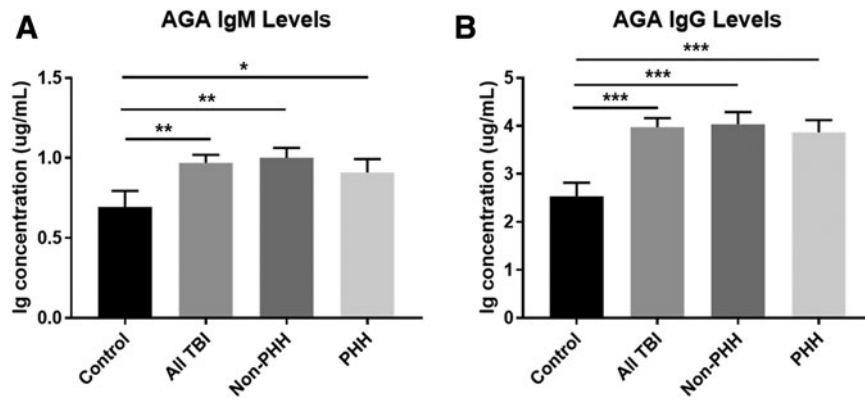 A
AGA IgM Levels
Ig concentration (ug/mL)
1.5
1.0
0.5
0.0
*
**
**
Control
All TBI
Non-PHH
PHH
B
AGA IgG Levels
Ig concentration (ug/mL)
5
4
3
2
1
0
***
***
***
Control
All TBI
Non-PHH
PHH